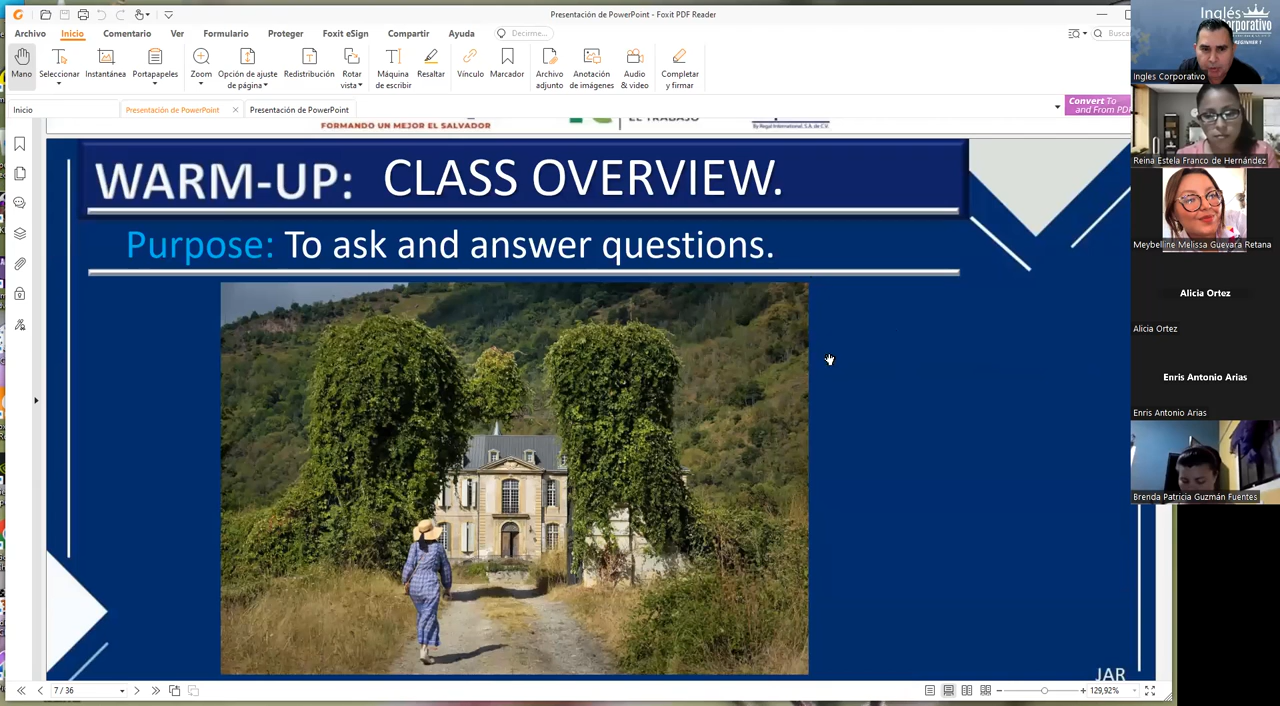 Presentación de PowerPoint - Foxit PDF Reader
Archivo Inicio Comentario Ver Formulario Proteger Foxit eSign Compartir Ayuda Decirme... Busca
Mano Seleccionar Instantánea Portapapeles Zoom Opción de ajuste de página Redistribución Rotar vista Máquina de escribir Resaltar Vínculo Marcador Archivo adjunto Anotación de imágenes Audio & video Completar y firmar
Inicio Presentación de PowerPoint Presentación de PowerPoint
Convert To
and From PDF
FORMANDO UN MEJOR EL SALVADOR
EL TRABAJO
By Regal International, S.A. de C.V.
WARM-UP: CLASS OVERVIEW.
Purpose: To ask and answer questions.
JAR
7 / 36
129,92%
Inglés
BEGINNER 1
Ingles Corporativo
Reina Estela Franco de Hernández
Meybelline Melissa Guevara Retana
Alicia Ortez
Alicia Ortez
Enris Antonio Arias
Enris Antonio Arias
Brenda Patricia Guzmán Fuentes